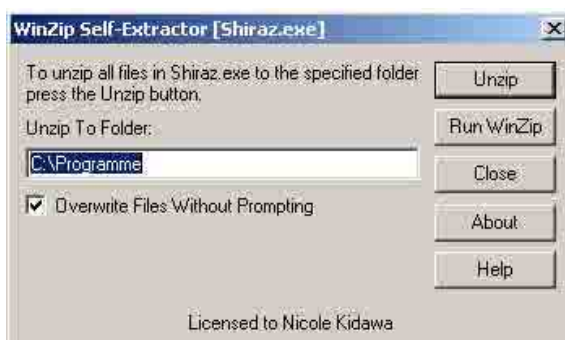 WinZip Self-Extractor [Shiraz.exe]
To unzip all files in Shiraz.exe to the specified folder
press the Unzip button.
Unzip To Folder:
C:\Programme
Overwrite Files Without Prompting
Unzip
Run WinZip
Close
About
Help
Licensed to Nicole Kidawa